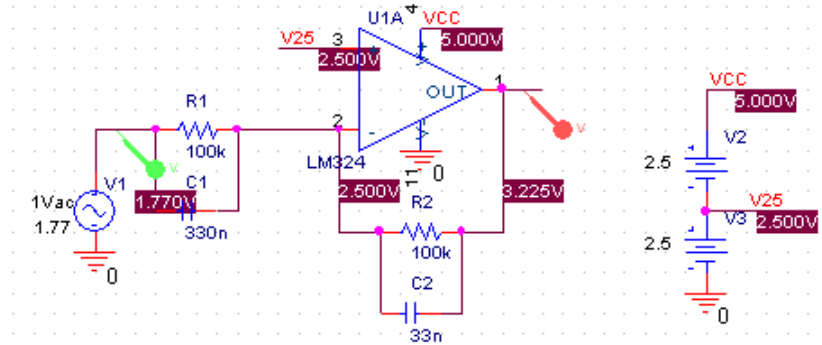 U1A
4
VCC
5.000V
V25
3
2.500V
+
+
OUT
1
V
R1
100k
2
-
LM324
11
0
V
C1
330n
1.770V
V1
1Vac
1.77
0
2.500V
3.225V
R2
100k
C2
33n
VCC
5.000V
V2
2.5
V25
2.500V
V3
2.5
0